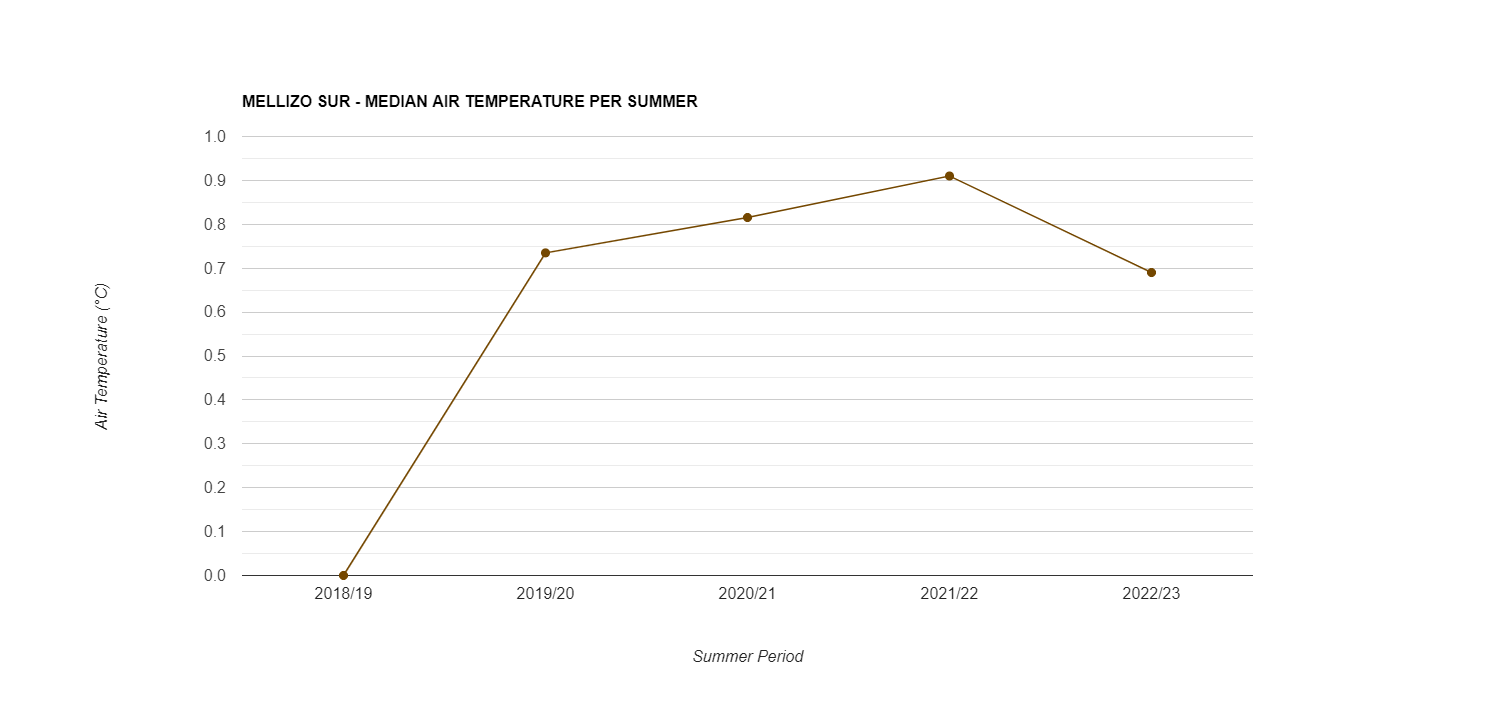 MELLIZO SUR - MEDIAN AIR TEMPERATURE PER SUMMER
1.0
0.9
0.8
0.7
0.6
0.5
0.4
0.3
0.2
0.1
0.0
Air Temperature (°C)
2018/19 2019/20 2020/21 2021/22 2022/23
Summer Period